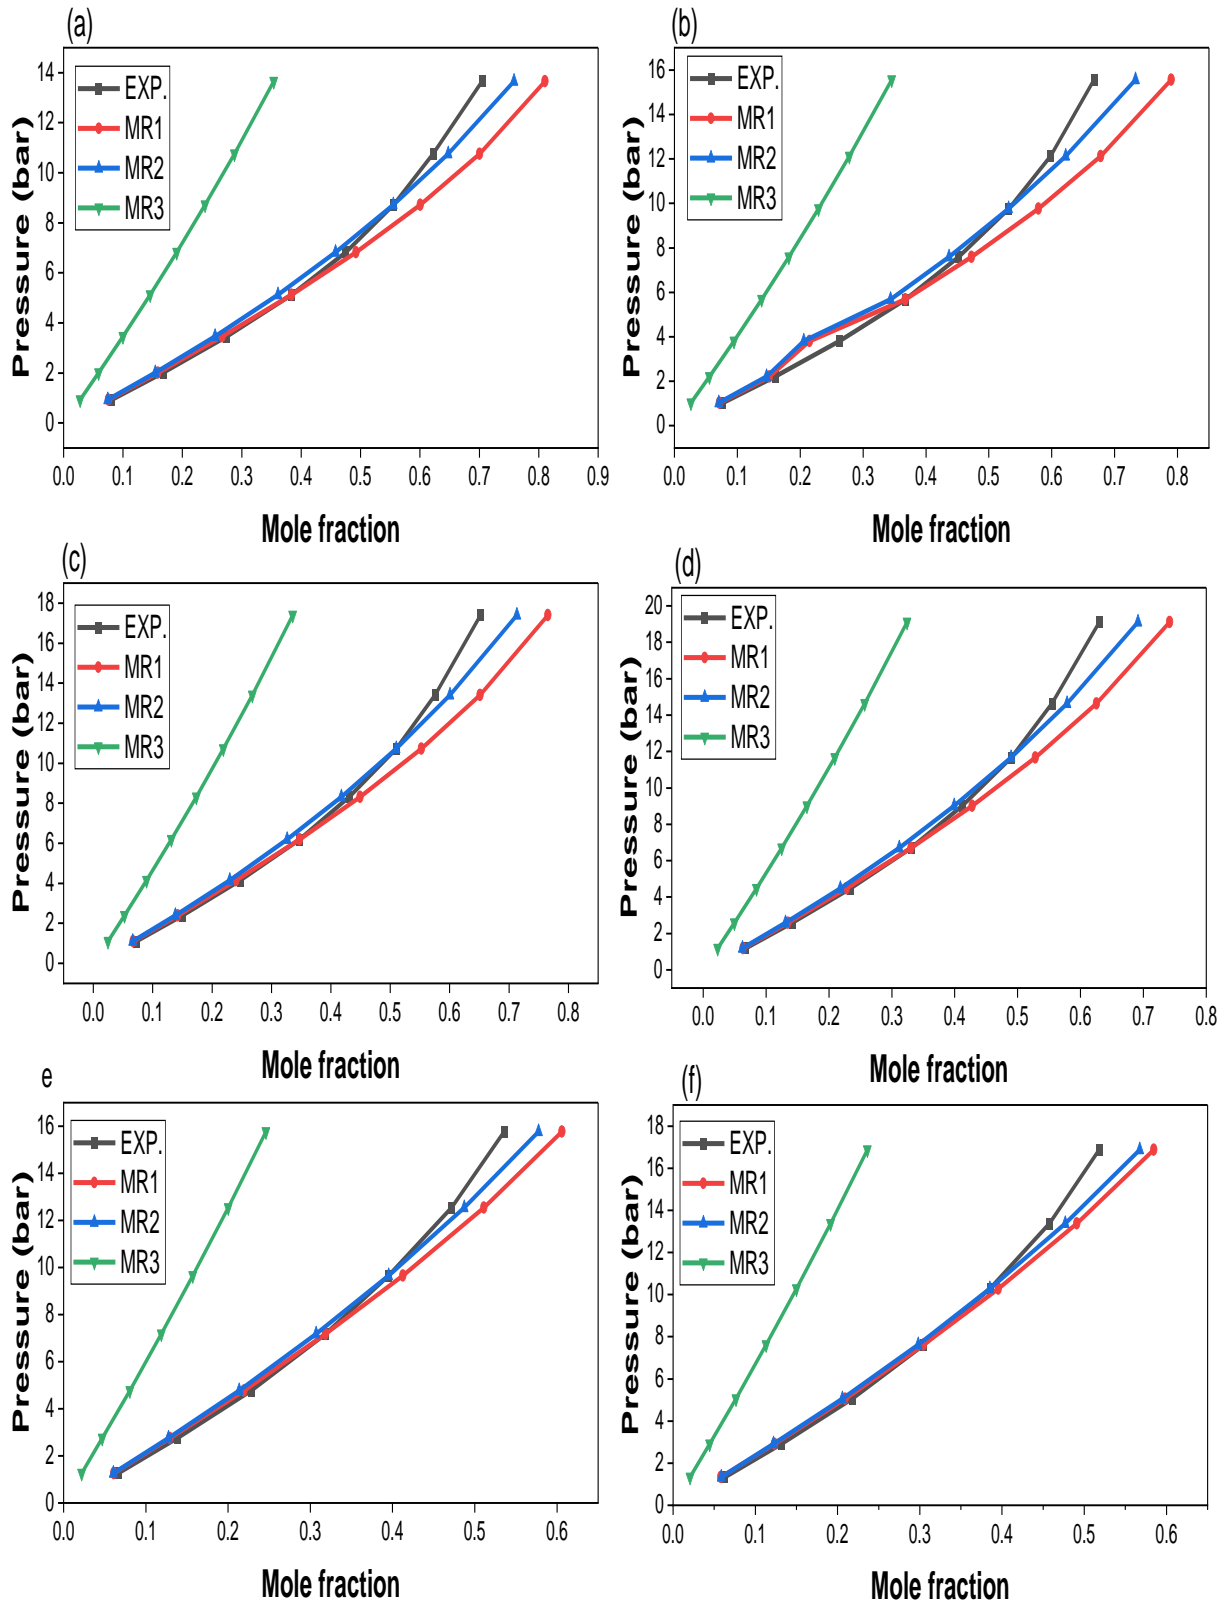 (a)
Pressure (bar)
14
12
10
8
6
4
2
0
EXP.
MR1
MR2
MR3
0.0 0.1 0.2 0.3 0.4 0.5 0.6 0.7 0.8 0.9
Mole fraction
(b)
Pressure (bar)
16
14
12
10
8
6
4
2
0
EXP.
MR1
MR2
MR3
0.0 0.1 0.2 0.3 0.4 0.5 0.6 0.7 0.8
Mole fraction
(c)
Pressure (bar)
18
16
14
12
10
8
6
4
2
0
EXP.
MR1
MR2
MR3
0.0 0.1 0.2 0.3 0.4 0.5 0.6 0.7 0.8
Mole fraction
(d)
Pressure (bar)
20
18
16
14
12
10
8
6
4
2
0
EXP.
MR1
MR2
MR3
0.0 0.1 0.2 0.3 0.4 0.5 0.6 0.7 0.8
Mole fraction
e
Pressure (bar)
16
14
12
10
8
6
4
2
0
EXP.
MR1
MR2
MR3
0.0 0.1 0.2 0.3 0.4 0.5 0.6
Mole fraction
(f)
Pressure (bar)
18
16
14
12
10
8
6
4
2
0
EXP.
MR1
MR2
MR3
0.0 0.1 0.2 0.3 0.4 0.5 0.6
Mole fraction